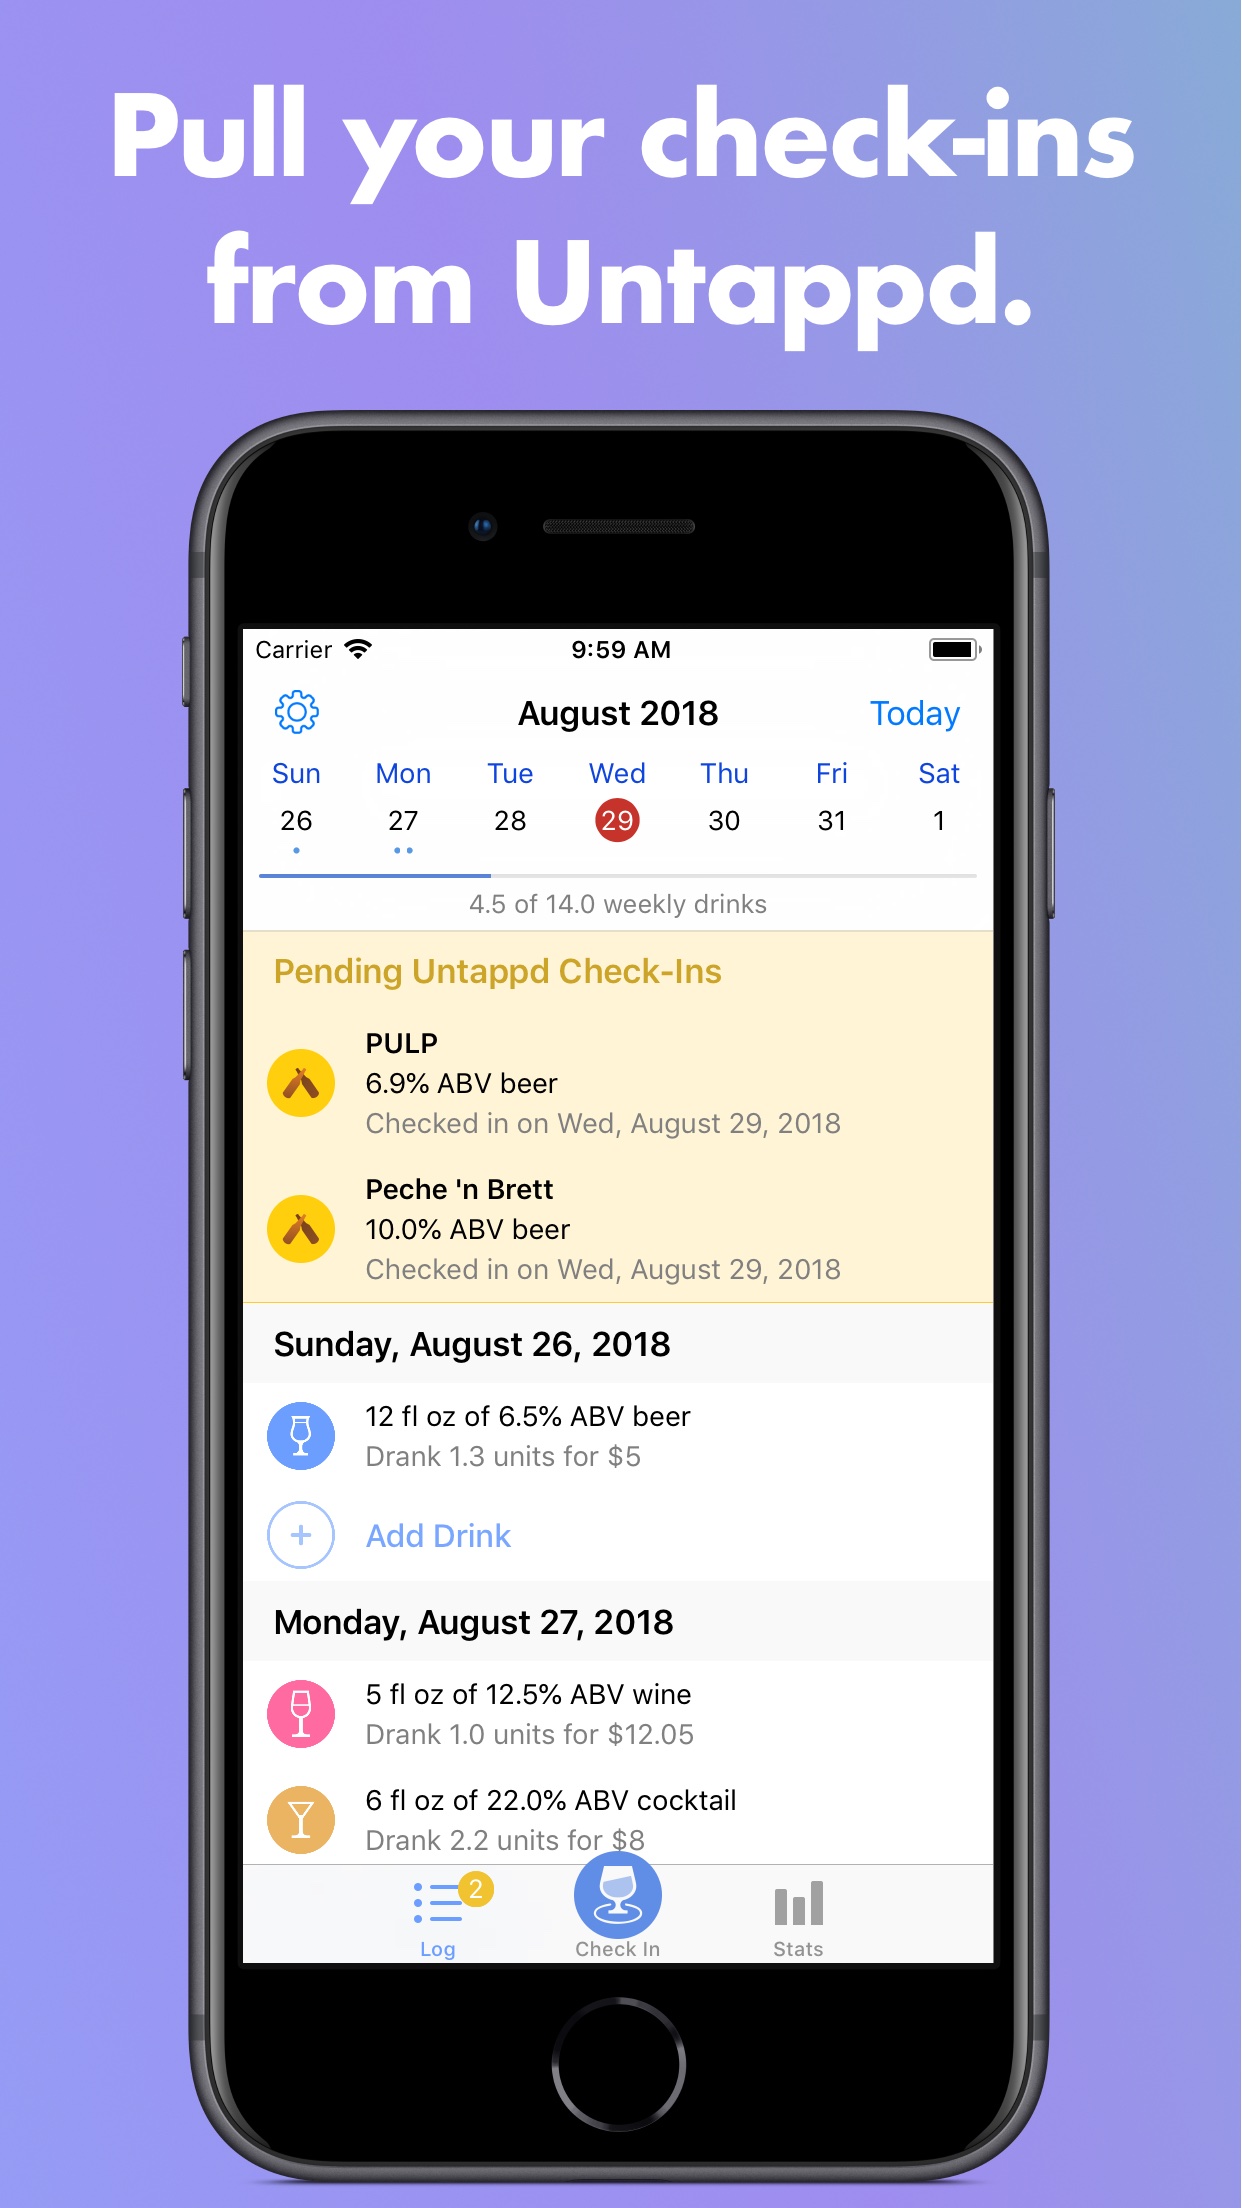 Pull your check-ins
from Untappd.
Carrier 9:59 AM
August 2018 Today
Sun Mon Tue Wed Thu Fri Sat
26 27 28 29 30 31 1
4.5 of 14.0 weekly drinks
Pending Untappd Check-Ins
PULP
6.9% ABV beer
Checked in on Wed, August 29, 2018
Peche 'n Brett
10.0% ABV beer
Checked in on Wed, August 29, 2018
Sunday, August 26, 2018
12 fl oz of 6.5% ABV beer
Drank 1.3 units for $5
+ Add Drink
Monday, August 27, 2018
5 fl oz of 12.5% ABV wine
Drank 1.0 units for $12.05
6 fl oz of 22.0% ABV cocktail
Drank 2.2 units for $8
2
Log Check In Stats